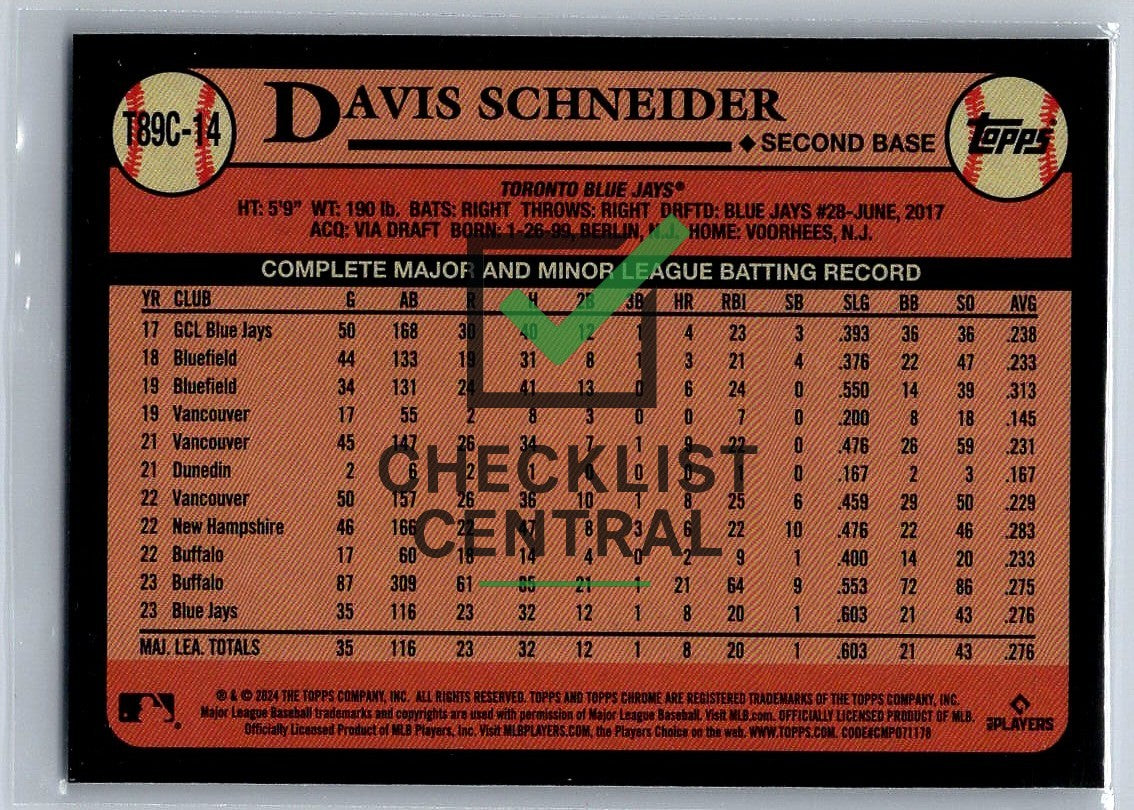 T89C-14
DAVIS SCHNEIDER
◆ SECOND BASE
TOPPS
TORONTO BLUE JAYS®
HT: 5'9" WT: 190 lb. BATS: RIGHT THROWS: RIGHT DRFTD: BLUE JAYS #28-JUNE, 2017
ACQ: VIA DRAFT BORN: 1-26-99, BERLIN, N.J. HOME: VOORHEES, N.J.
COMPLETE MAJOR AND MINOR LEAGUE BATTING RECORD
YR CLUB G AB R H 2B 3B HR RBI SB SLG BB SO AVG
17 GCL Blue Jays 50 168 30 40 12 1 4 23 3 .393 36 36 .238
18 Bluefield 44 133 19 31 8 1 3 21 4 .376 22 47 .233
19 Bluefield 34 131 24 41 13 0 6 24 0 .550 14 39 .313
19 Vancouver 17 55 2 8 3 0 0 7 0 .200 8 18 .145
21 Vancouver 45 147 26 34 7 1 9 22 0 .476 26 59 .231
21 Dunedin 2 6 2 1 0 0 0 0 .167 2 3 .167
22 Vancouver 50 157 26 36 10 1 8 25 6 .459 29 50 .229
22 New Hampshire 46 166 22 47 8 3 6 22 10 .476 22 46 .283
22 Buffalo 17 60 14 4 0 2 9 1 .400 14 20 .233
23 Buffalo 87 309 61 85 21 1 21 64 9 .553 72 86 .275
23 Blue Jays 35 116 23 32 12 1 8 20 1 .603 21 43 .276
MAJ. LEA. TOTALS 35 116 23 32 12 1 8 20 1 .603 21 43 .276
CHECKLIST
CENTRAL
® & © 2024 THE TOPPS COMPANY, INC. ALL RIGHTS RESERVED. TOPPS AND TOPPS CHROME ARE REGISTERED TRADEMARKS OF THE TOPPS COMPANY, INC.
Major League Baseball trademarks and copyrights are used with permission of Major League Baseball. Visit MLB.com. OFFICIALLY LICENSED PRODUCT OF MLB.
Officially Licensed Product of MLB Players, Inc. Visit MLBPLAYERS.com, the Players Choice on the web. WWW.TOPPS.COM. CODE#CMP071178
PLAYERS